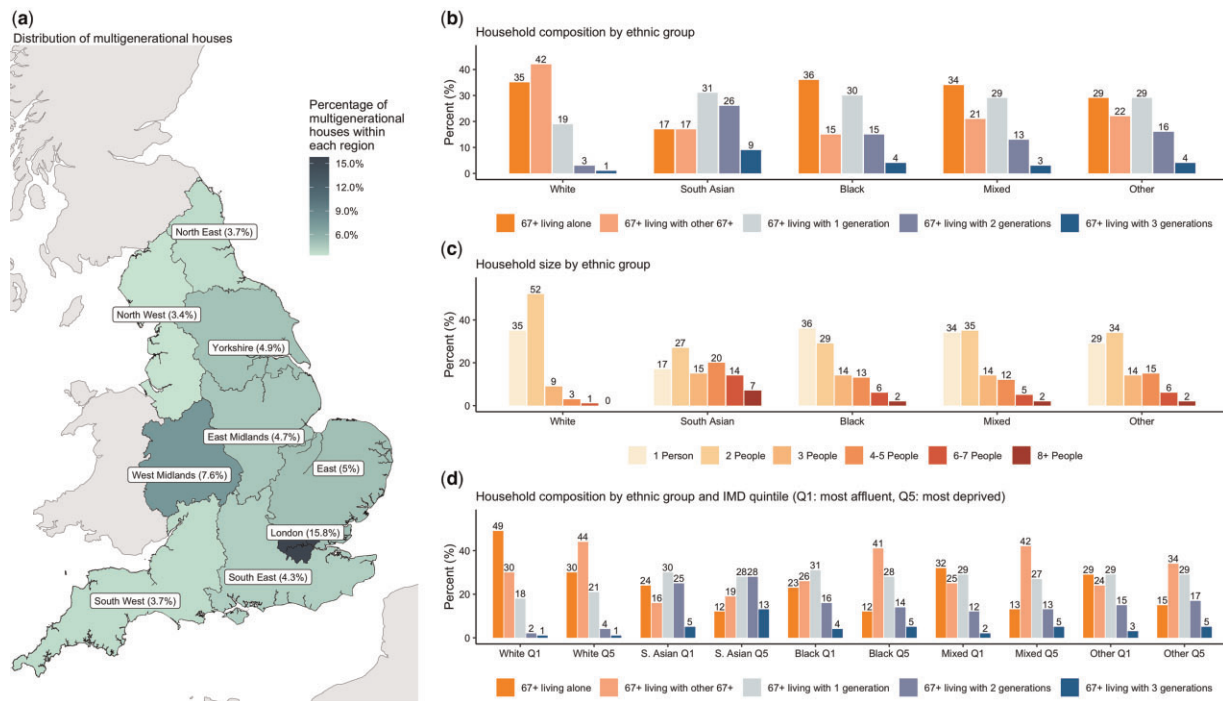 (a)
Distribution of multigenerational houses
Percentage of
multigenerational
houses within
each region
15.0%
12.0%
9.0%
6.0%
North East (3.7%)
North West (3.4%)
Yorkshire (4.9%)
East Midlands (4.7%)
West Midlands (7.6%)
East (5%)
London (15.8%)
South East (4.3%)
South West (3.7%)
(b)
Household composition by ethnic group
Percent (%)
40
30
20
10
0
35 42 19 3 1
17 17 31 26 9
36 15 30 15 4
34 21 29 13 3
29 22 29 16 4
White South Asian Black Mixed Other
67+ living alone 67+ living with other 67+ 67+ living with 1 generation 67+ living with 2 generations 67+ living with 3 generations
(c)
Household size by ethnic group
Percent (%)
40
20
0
35 52 9 3 1 0
17 27 15 20 14 7
36 29 14 13 6 2
34 35 14 12 5 2
29 34 14 15 6 2
White South Asian Black Mixed Other
1 Person 2 People 3 People 4-5 People 6-7 People 8+ People
(d)
Household composition by ethnic group and IMD quintile (Q1: most affluent, Q5: most deprived)
Percent (%)
40
20
0
49 30 18 2 1
30 44 21 4 1
24 16 30 25 5
12 19 28 28 13
23 26 31 16 4
12 41 28 14 5
32 25 29 12 2
13 42 27 13 5
29 24 29 15 3
15 34 29 17 5
White Q1 White Q5 S. Asian Q1 S. Asian Q5 Black Q1 Black Q5 Mixed Q1 Mixed Q5 Other Q1 Other Q5
67+ living alone 67+ living with other 67+ 67+ living with 1 generation 67+ living with 2 generations 67+ living with 3 generations